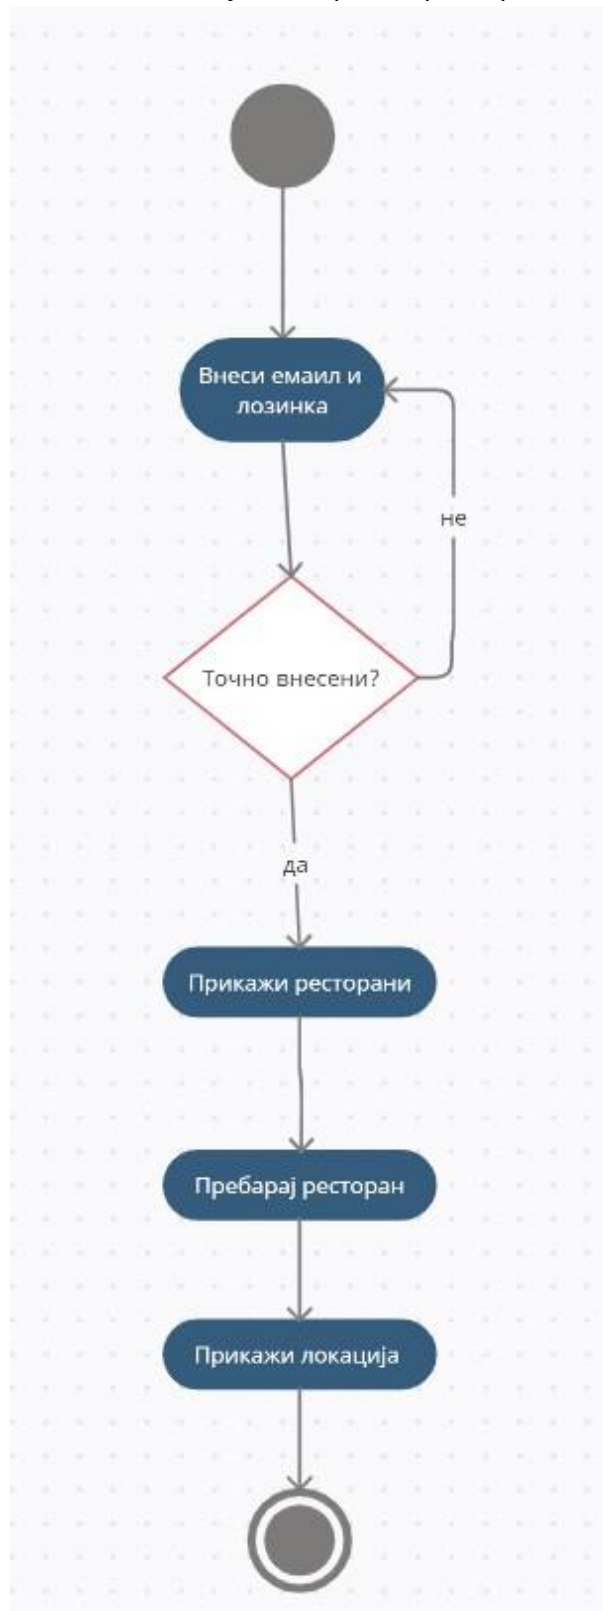 Внеси емаил и
лозинка
не
Точно внесени?
да
Прикажи ресторани
Пребарај ресторан
Прикажи локација